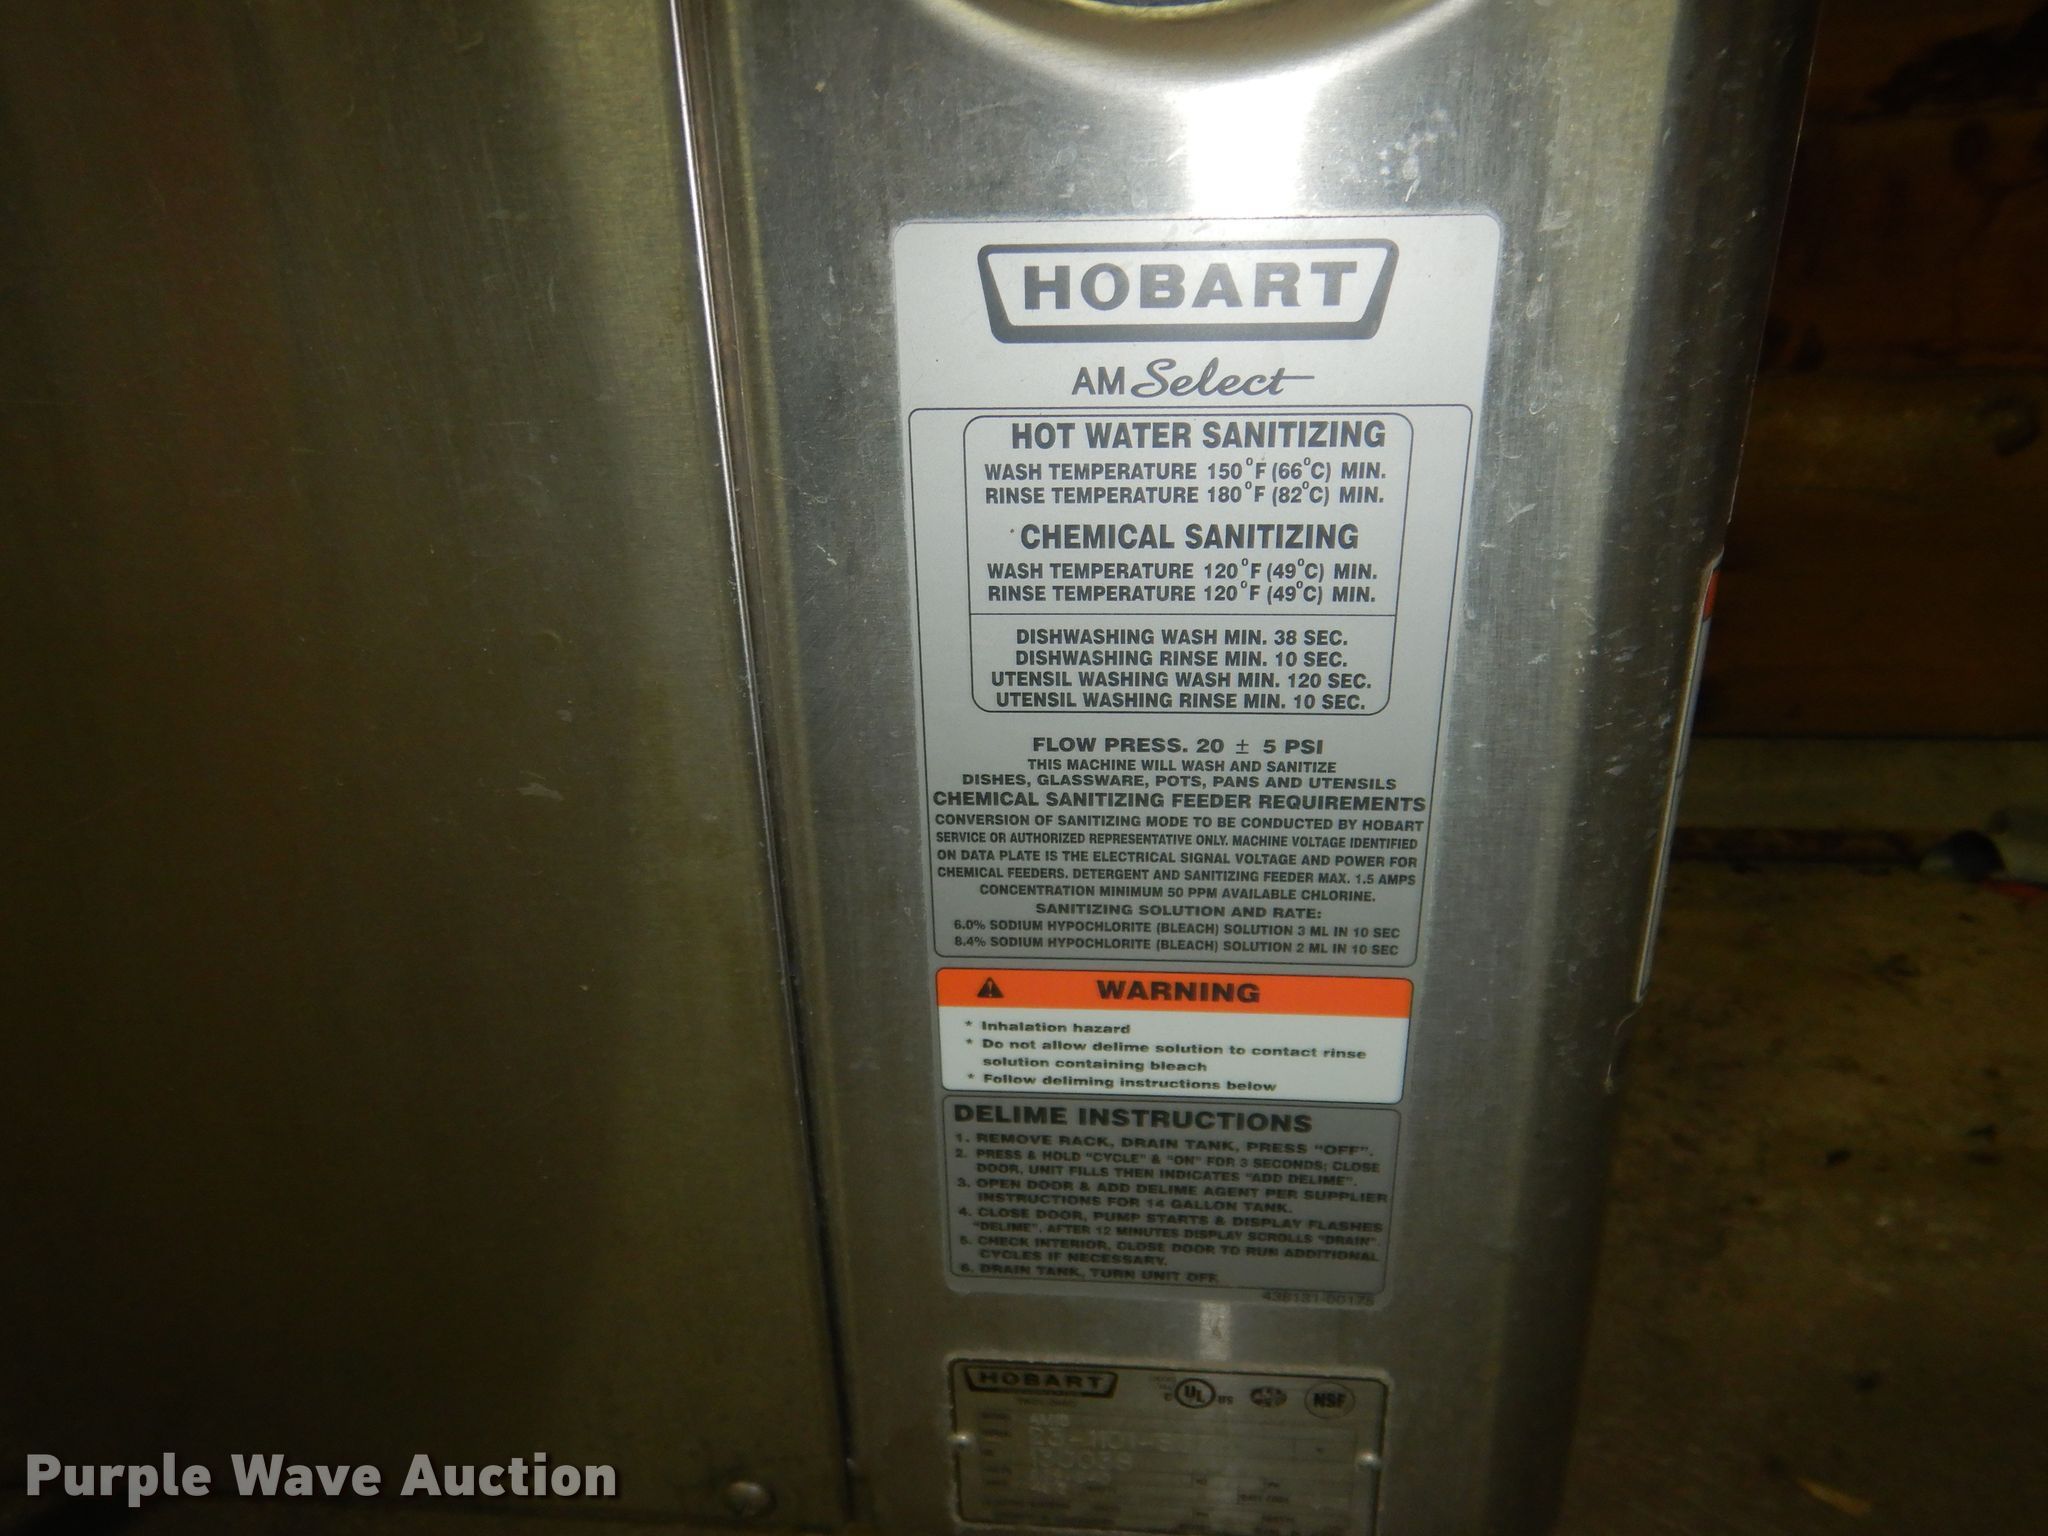 HOBART
AM Select
HOT WATER SANITIZING
WASH TEMPERATURE 150°F (66°C) MIN.
RINSE TEMPERATURE 180°F (82°C) MIN.
CHEMICAL SANITIZING
WASH TEMPERATURE 120°F (49°C) MIN.
RINSE TEMPERATURE 120°F (49°C) MIN.
DISHWASHING WASH MIN. 38 SEC.
DISHWASHING RINSE MIN. 10 SEC.
UTENSIL WASHING WASH MIN. 120 SEC.
UTENSIL WASHING RINSE MIN. 10 SEC.
FLOW PRESS. 20 ± 5 PSI
THIS MACHINE WILL WASH AND SANITIZE
DISHES, GLASSWARE, POTS, PANS AND UTENSILS
CHEMICAL SANITIZING FEEDER REQUIREMENTS
CONVERSION OF SANITIZING MODE TO BE CONDUCTED BY HOBART
SERVICE OR AUTHORIZED REPRESENTATIVE ONLY. MACHINE VOLTAGE IDENTIFIED
ON DATA PLATE IS THE ELECTRICAL SIGNAL VOLTAGE AND POWER FOR
CHEMICAL FEEDERS. DETERGENT AND SANITIZING FEEDER MAX. 1.5 AMPS
CONCENTRATION MINIMUM 50 PPM AVAILABLE CHLORINE.
SANITIZING SOLUTION AND RATE:
6.0% SODIUM HYPOCHLORITE (BLEACH) SOLUTION 3 ML IN 10 SEC
8.4% SODIUM HYPOCHLORITE (BLEACH) SOLUTION 2 ML IN 10 SEC
WARNING
* Inhalation hazard
* Do not allow delime solution to contact rinse
solution containing bleach
* Follow deliming instructions below
DELIME INSTRUCTIONS
1. REMOVE RACK, DRAIN TANK, PRESS "OFF".
2. PRESS & HOLD "CYCLE" & "ON" FOR 3 SECONDS; CLOSE
DOOR, UNIT FILLS THEN INDICATES "ADD DELIME".
3. OPEN DOOR & ADD DELIME AGENT PER SUPPLIER
INSTRUCTIONS FOR 14 GALLON TANK.
4. CLOSE DOOR, PUMP STARTS & DISPLAY FLASHES
"DELIME". AFTER 12 MINUTES DISPLAY SCROLLS "DRAIN".
5. CHECK INTERIOR, CLOSE DOOR TO RUN ADDITIONAL
CYCLES IF NECESSARY.
6. DRAIN TANK, TURN UNIT OFF.
HOBART
UL US
NSF
Purple Wave Auction